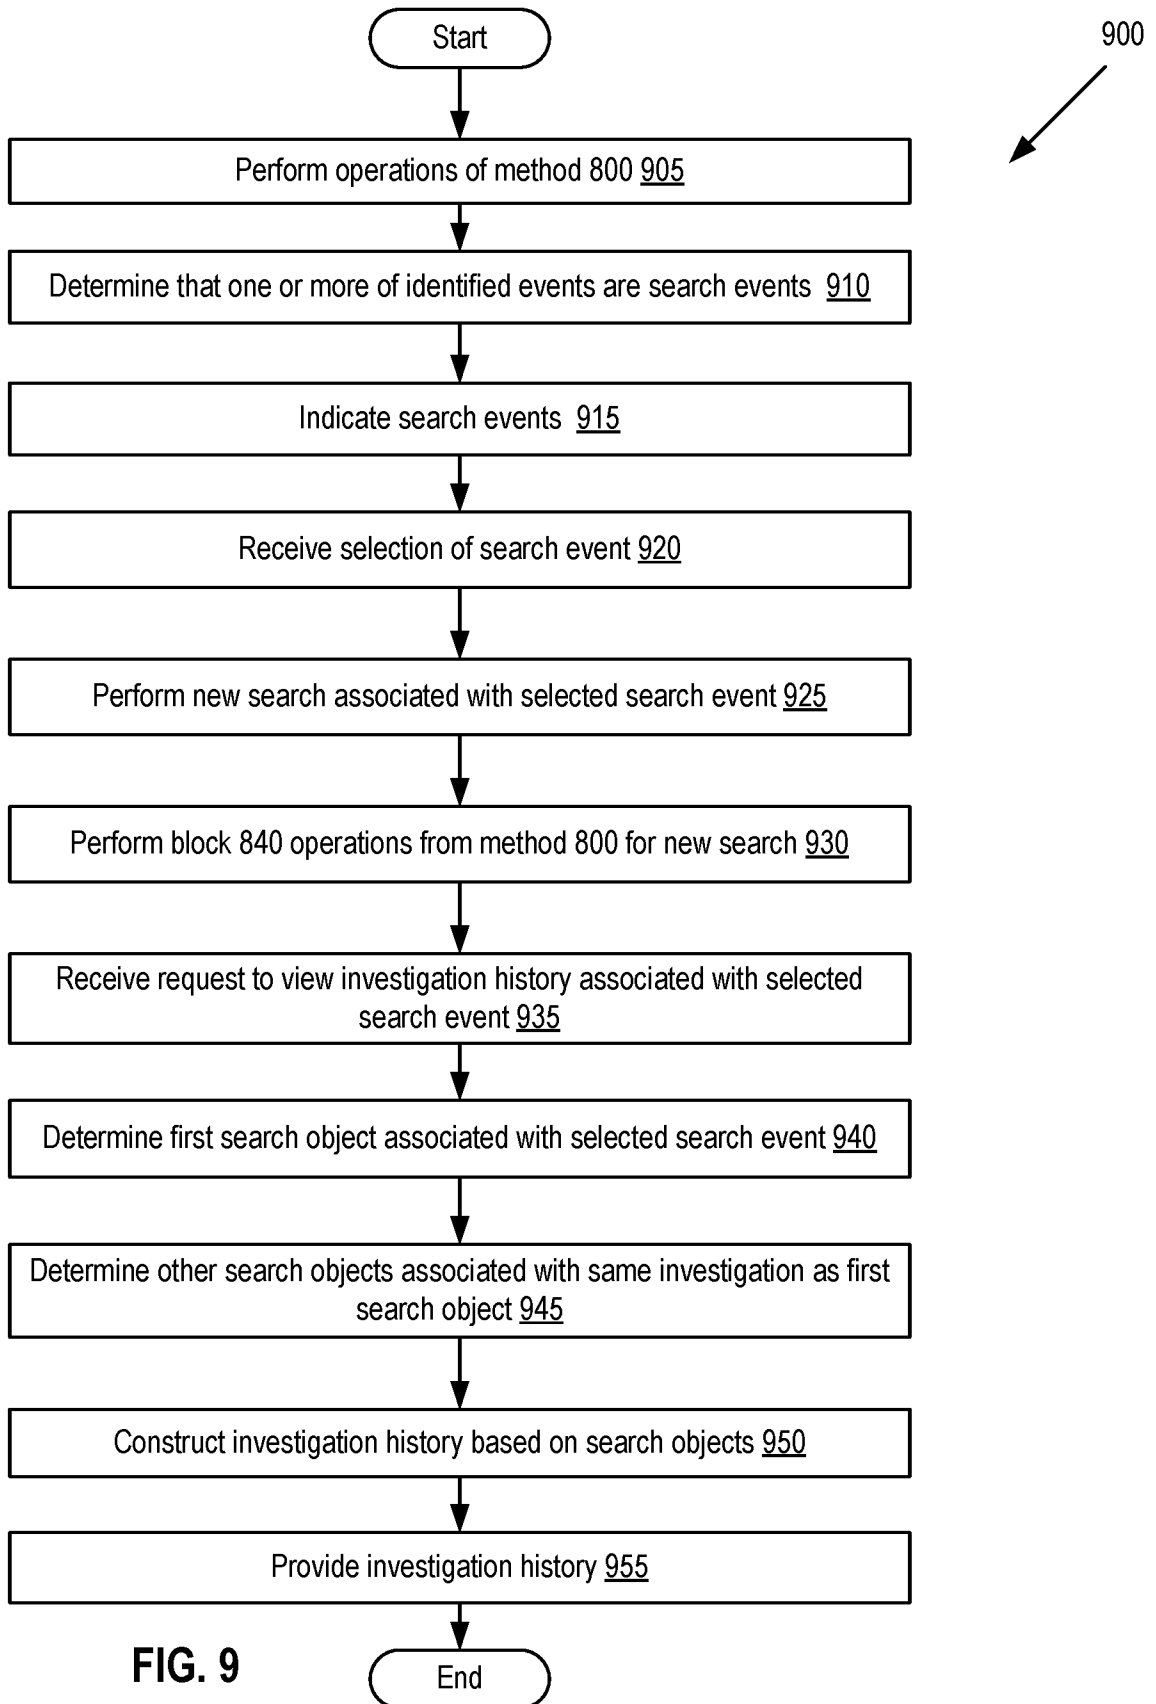 Start
900
Perform operations of method 800 905
Determine that one or more of identified events are search events 910
Indicate search events 915
Receive selection of search event 920
Perform new search associated with selected search event 925
Perform block 840 operations from method 800 for new search 930
Receive request to view investigation history associated with selected
search event 935
Determine first search object associated with selected search event 940
Determine other search objects associated with same investigation as first
search object 945
Construct investigation history based on search objects 950
Provide investigation history 955
FIG. 9
End